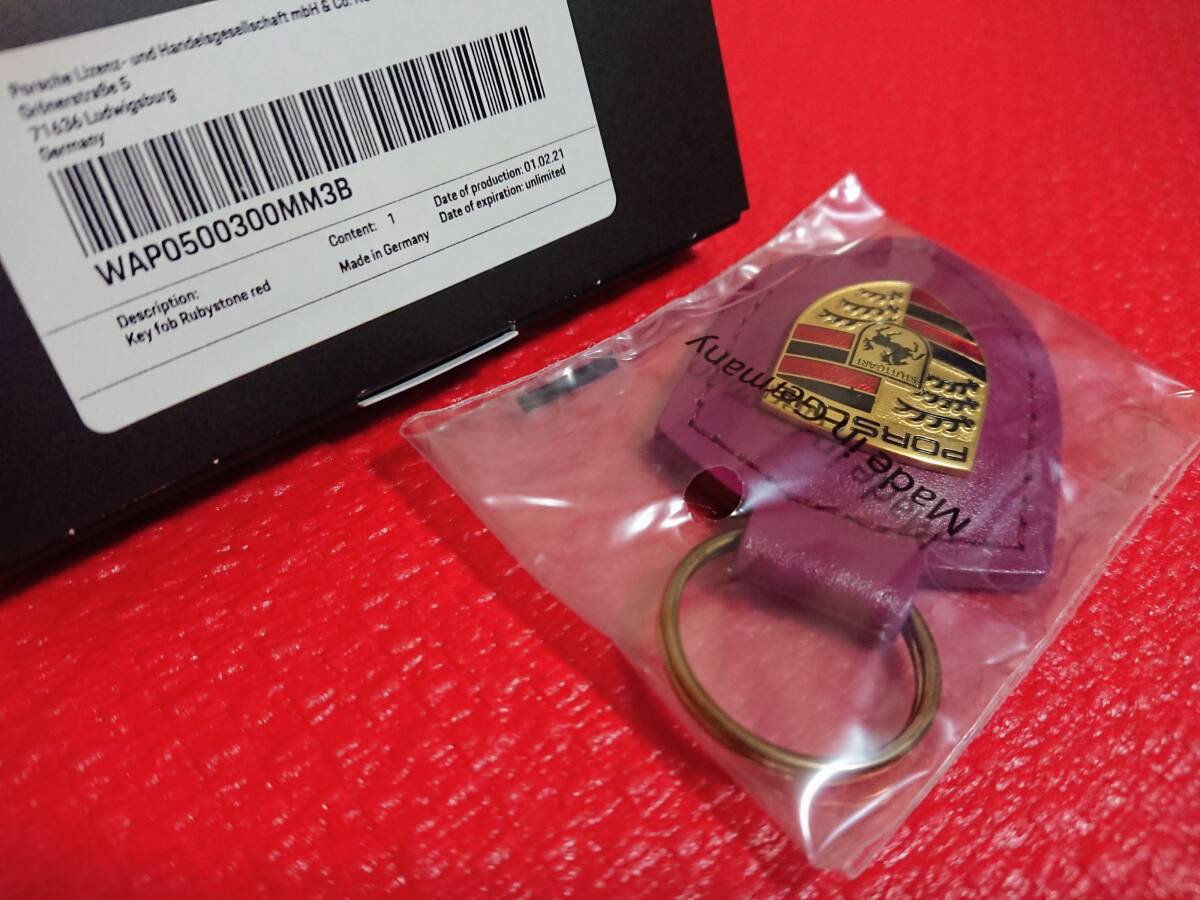 Porsche Lizenz- und Handelsgesellschaft mbH & Co.
Grönerstraße 5
71636 Ludwigsburg
Germany
WAP0500300MM3B
Content: 1
Made in Germany
Date of production: 01.02.21
Date of expiration: unlimited
Description:
Key fob Rubystone red
Made in Germany
PORSCHE
STUTTGART